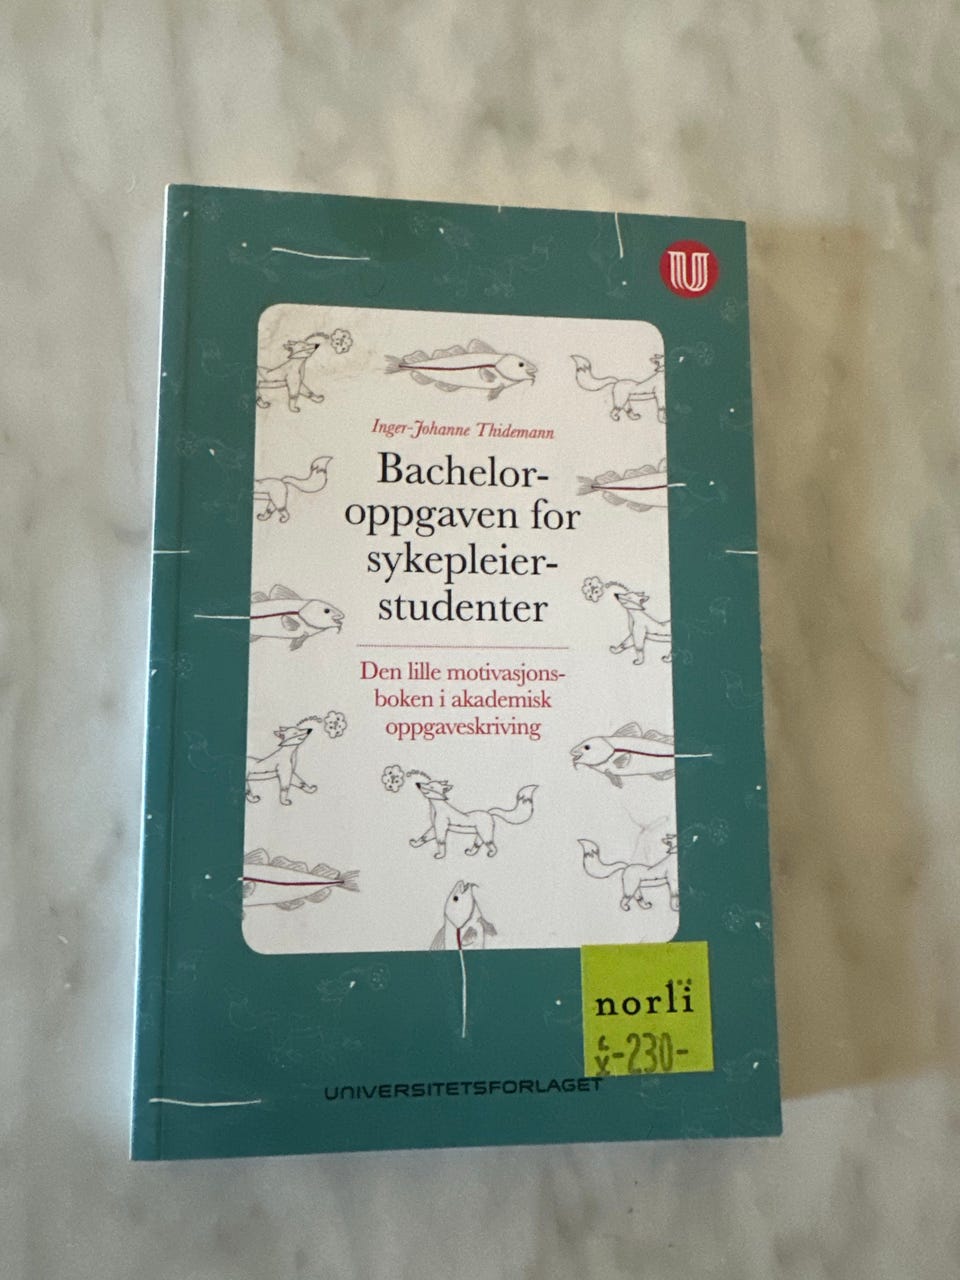 Inger-Johanne Thidemann
Bachelor-
oppgaven for
sykepleier-
studenter
Den lille motivasjons-
boken i akademisk
oppgaveskriving
norli
-230-
UNIVERSITETSFORLAGET